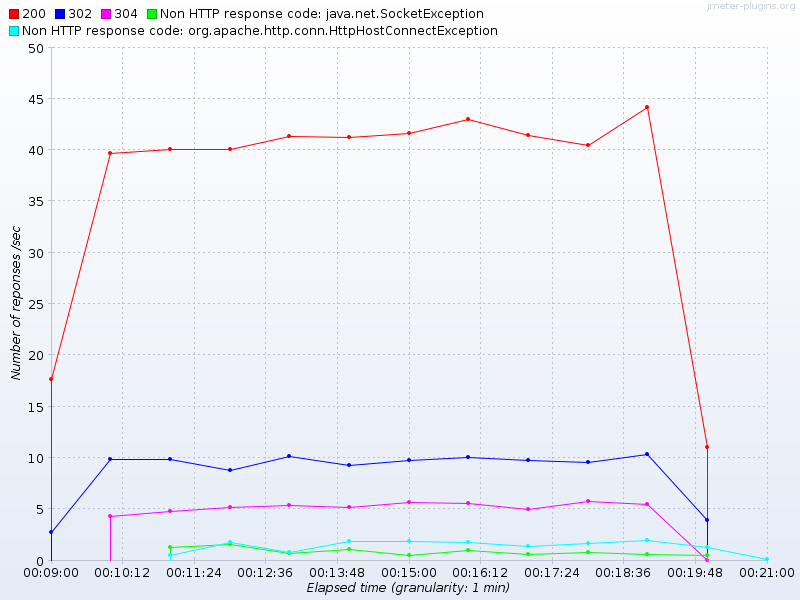 200 302 304 Non HTTP response code: java.net.SocketException
jmeter-plugins.org
Non HTTP response code: org.apache.http.conn.HttpHostConnectException
50
45
40
35
30
25
20
15
10
5
0
Number of reponses /sec
00:09:00 00:10:12 00:11:24 00:12:36 00:13:48 00:15:00 00:16:12 00:17:24 00:18:36 00:19:48 00:21:00
Elapsed time (granularity: 1 min)